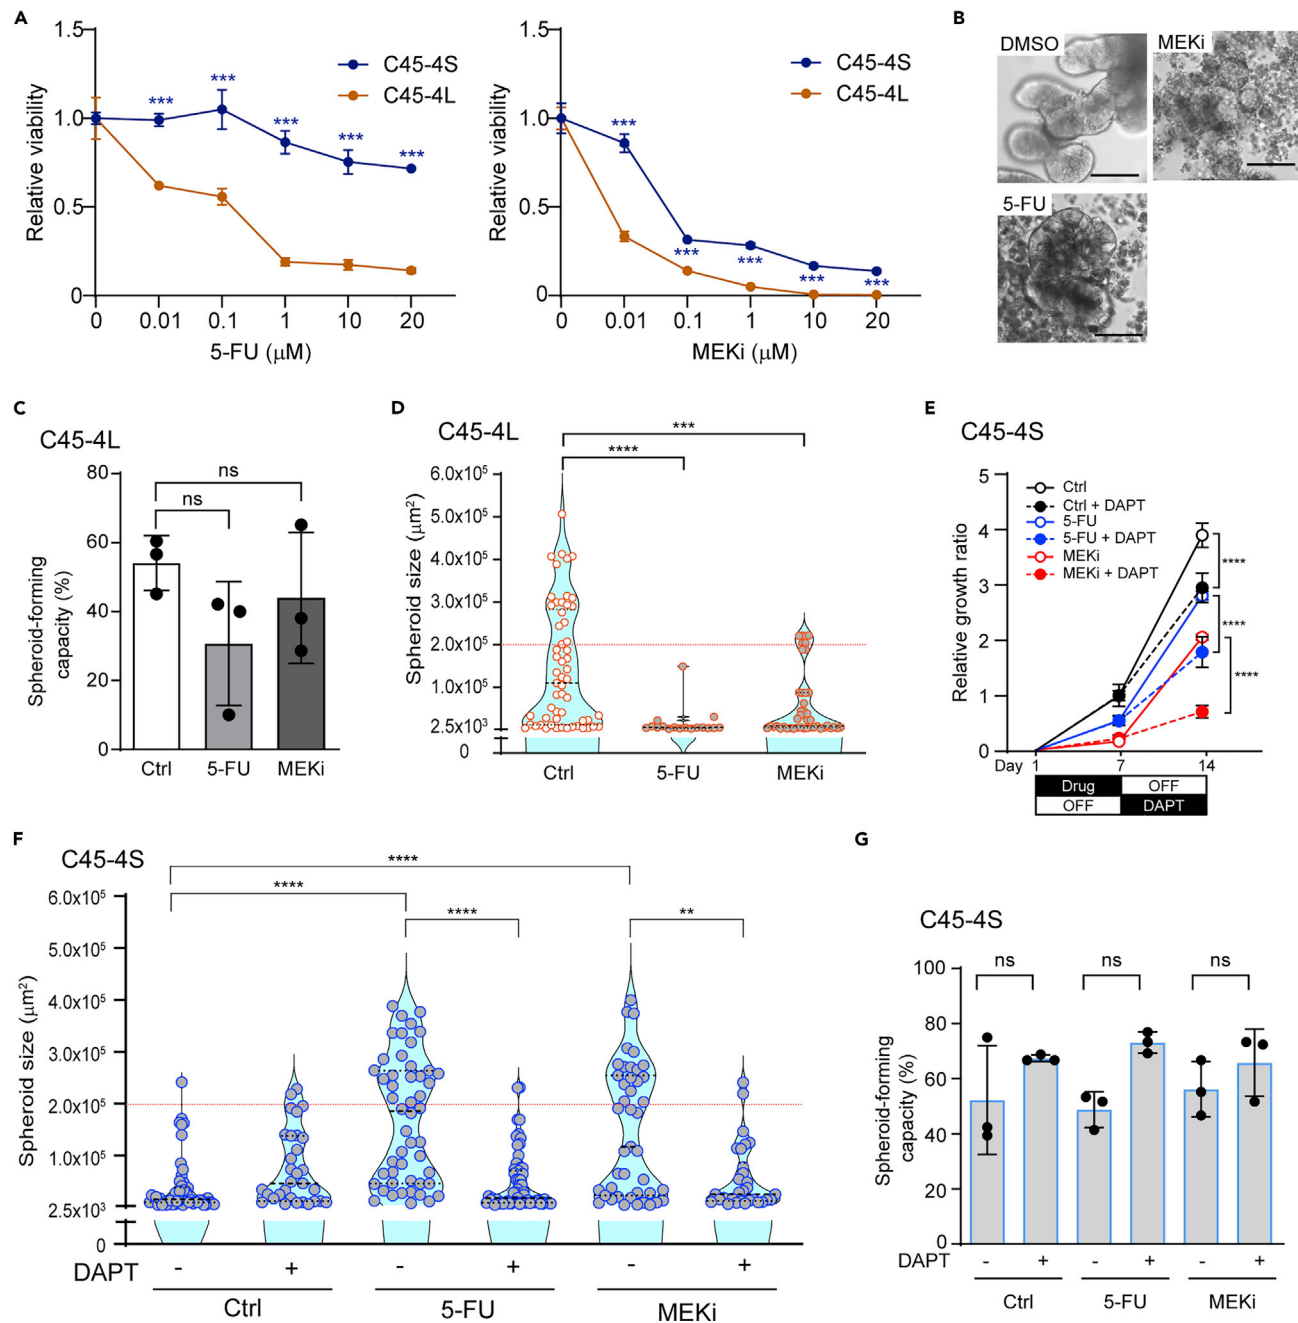 A
1.5
1.0
0.5
0
Relative viability
C45-4S
C45-4L
***
***
***
***
***
0
0.01
0.1
1
10
20
5-FU (μM)
1.5
1.0
0.5
0
Relative viability
C45-4S
C45-4L
***
***
***
***
***
0
0.01
0.1
1
10
20
MEKi (μM)
B
DMSO
MEKi
5-FU
C
C45-4L
ns
ns
80
60
40
20
0
Spheroid-forming
capacity (%)
Ctrl
5-FU
MEKi
D
C45-4L
***
****
6.0x10⁵
5.0x10⁵
4.0x10⁵
3.0x10⁵
2.0x10⁵
1.0x10⁵
2.5x10³
0
Spheroid size (μm²)
Ctrl
5-FU
MEKi
E
C45-4S
5
4
3
2
1
0
Relative growth ratio
Ctrl
Ctrl + DAPT
5-FU
5-FU + DAPT
MEKi
MEKi + DAPT
****
****
****
Day
1
7
14
Drug
OFF
OFF
DAPT
F
C45-4S
****
****
****
**
6.0x10⁵
5.0x10⁵
4.0x10⁵
3.0x10⁵
2.0x10⁵
1.0x10⁵
2.5x10³
0
Spheroid size (μm²)
DAPT
-
+
-
+
-
+
Ctrl
5-FU
MEKi
G
C45-4S
ns
ns
ns
100
80
60
40
20
0
Spheroid-forming
capacity (%)
DAPT
-
+
-
+
-
+
Ctrl
5-FU
MEKi